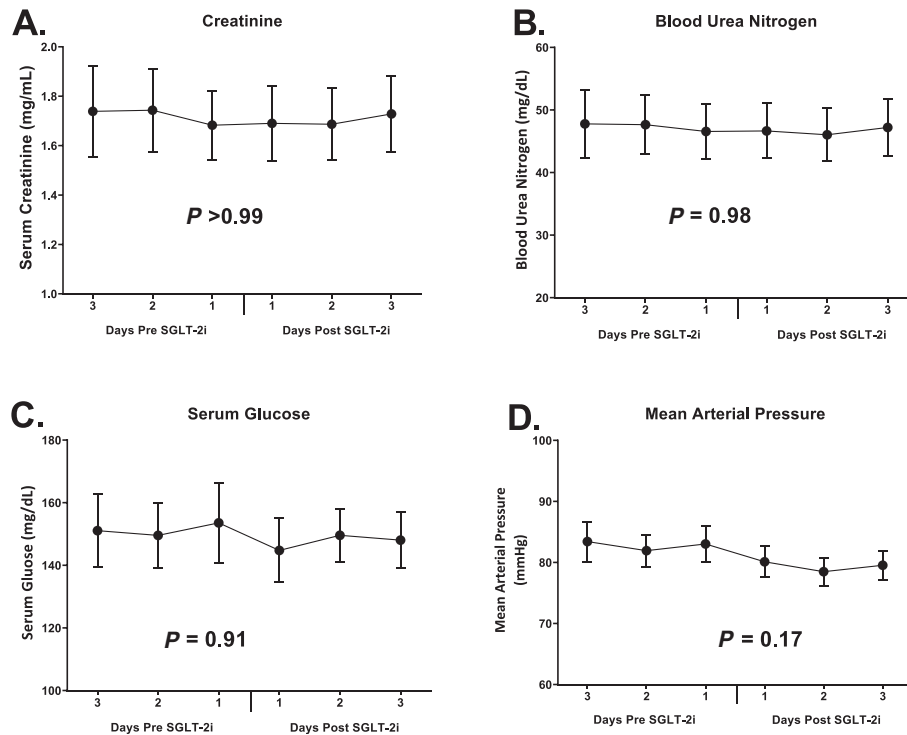 A.
Creatinine
Serum Creatinine (mg/mL)
2.0
1.8
1.6
1.4
1.2
1.0
P >0.99
3 2 1 1 2 3
Days Pre SGLT-2i Days Post SGLT-2i
B.
Blood Urea Nitrogen
Blood Urea Nitrogen (mg/dL)
60
40
20
P = 0.98
3 2 1 1 2 3
Days Pre SGLT-2i Days Post SGLT-2i
C.
Serum Glucose
Serum Glucose (mg/dL)
180
160
140
120
100
P = 0.91
3 2 1 1 2 3
Days Pre SGLT-2i Days Post SGLT-2i
D.
Mean Arterial Pressure
Mean Arterial Pressure
(mmHg)
100
80
60
P = 0.17
3 2 1 1 2 3
Days Pre SGLT-2i Days Post SGLT-2i